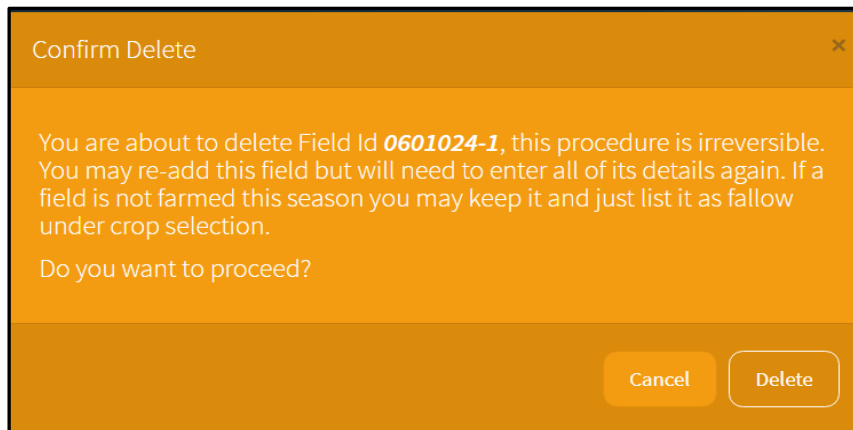 Confirm Delete ×
You are about to delete Field Id 0601024-1, this procedure is irreversible.
You may re-add this field but will need to enter all of its details again. If a
field is not farmed this season you may keep it and just list it as fallow
under crop selection.
Do you want to proceed?
Cancel Delete